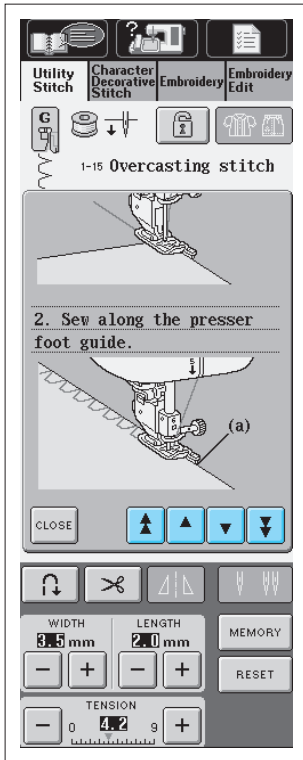 Utility
Stitch
Character
Decorative
Stitch
Embroidery
Embroidery
Edit
G
1-15 Overcasting stitch
2. Sew along the presser
foot guide.
(a)
CLOSE
WIDTH
3.5 mm
LENGTH
2.0 mm
MEMORY
− +
− +
RESET
TENSION
− 0 4.2 9 +